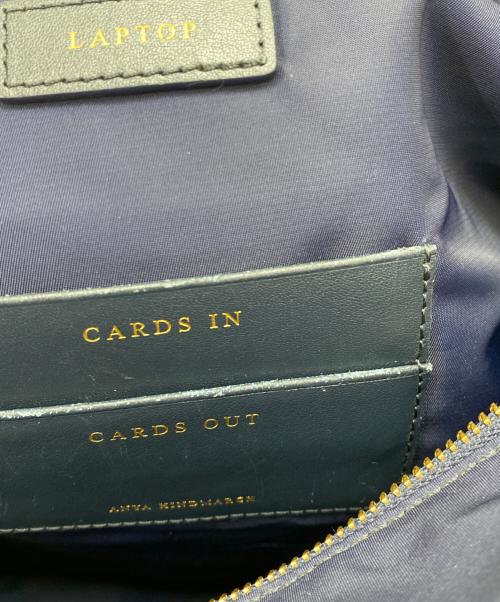 LAPTOP
CARDS IN
CARDS OUT
ANYA HINDMARCH